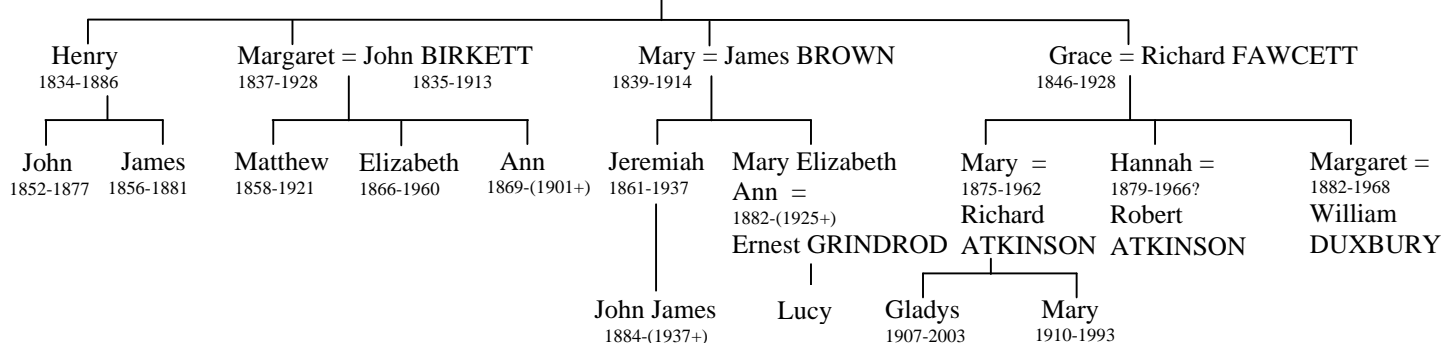 Henry Margaret = John BIRKETT Mary = James BROWN Grace = Richard FAWCETT
1834-1886 1837-1928 1835-1913 1839-1914 1846-1928
John James Matthew Elizabeth Ann Jeremiah Mary Elizabeth Mary = Hannah = Margaret =
1852-1877 1856-1881 1858-1921 1866-1960 1869-(1901+) 1861-1937 Ann = 1875-1962 1879-1966? 1882-1968
1882-(1925+) Richard Robert William
Ernest GRINDROD ATKINSON ATKINSON DUXBURY
John James Lucy Gladys Mary
1884-(1937+) 1907-2003 1910-1993